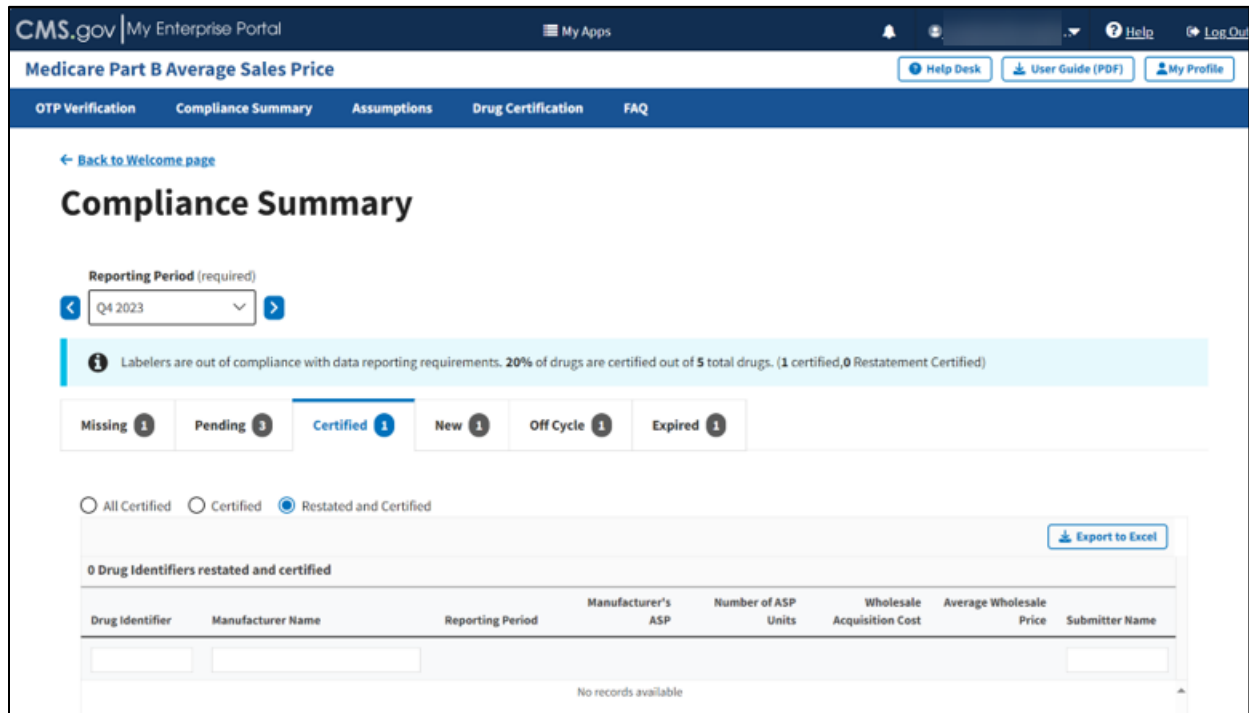 CMS.gov My Enterprise Portal My Apps Help Log Out
Medicare Part B Average Sales Price Help Desk User Guide (PDF) My Profile
OTP Verification Compliance Summary Assumptions Drug Certification FAQ
Back to Welcome page
Compliance Summary
Reporting Period (required)
Q4 2023
Labelers are out of compliance with data reporting requirements. 20% of drugs are certified out of 5 total drugs. (1 certified,0 Restatement Certified)
Missing 1 Pending 3 Certified 1 New 1 Off Cycle 1 Expired 1
All Certified Certified Restated and Certified
Export to Excel
0 Drug Identifiers restated and certified
Drug Identifier Manufacturer Name Reporting Period Manufacturer's ASP Number of ASP Units Wholesale Acquisition Cost Average Wholesale Price Submitter Name
No records available